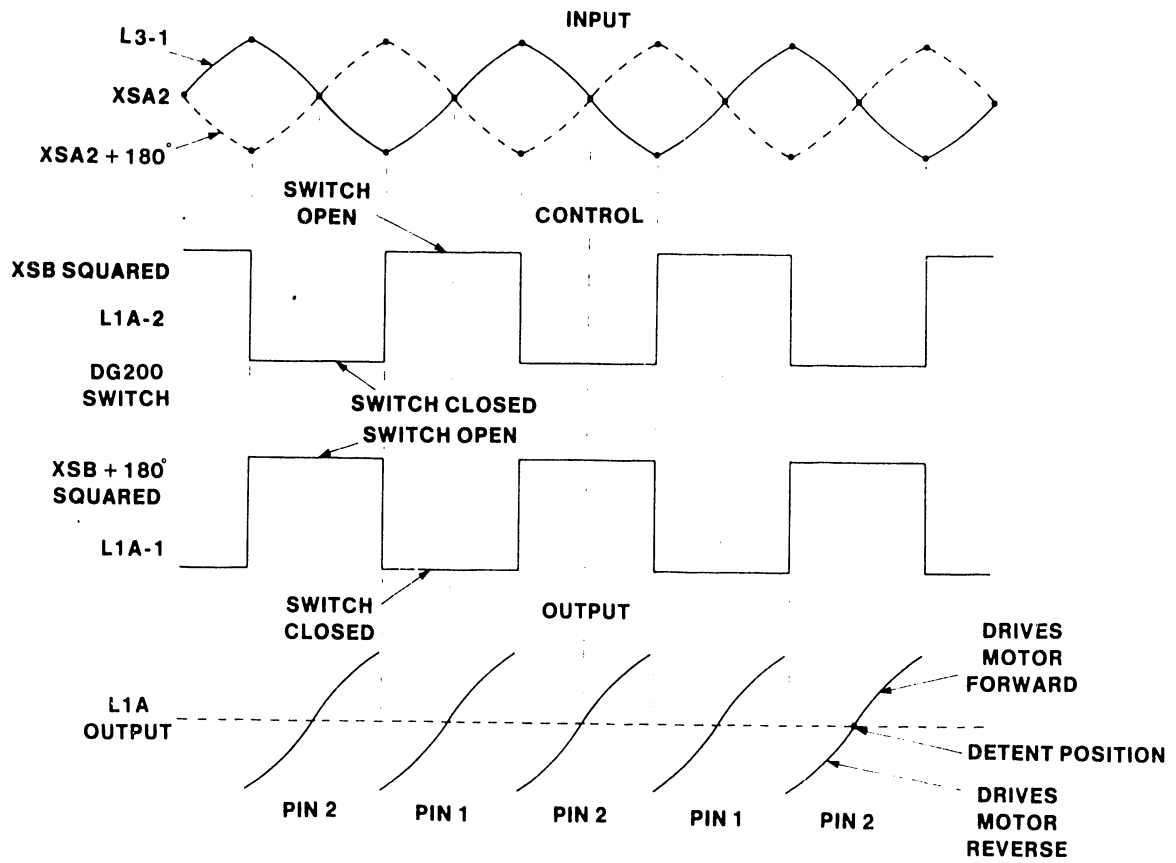 INPUT
L3-1
XSA2
XSA2 + 180°
SWITCH
OPEN
CONTROL
XSB SQUARED
L1A-2
DG200
SWITCH
SWITCH CLOSED
SWITCH OPEN
XSB + 180°
SQUARED
L1A-1
SWITCH
CLOSED
OUTPUT
DRIVES
MOTOR
FORWARD
L1A
OUTPUT
DETENT POSITION
PIN 2
PIN 1
PIN 2
PIN 1
PIN 2
DRIVES
MOTOR
REVERSE